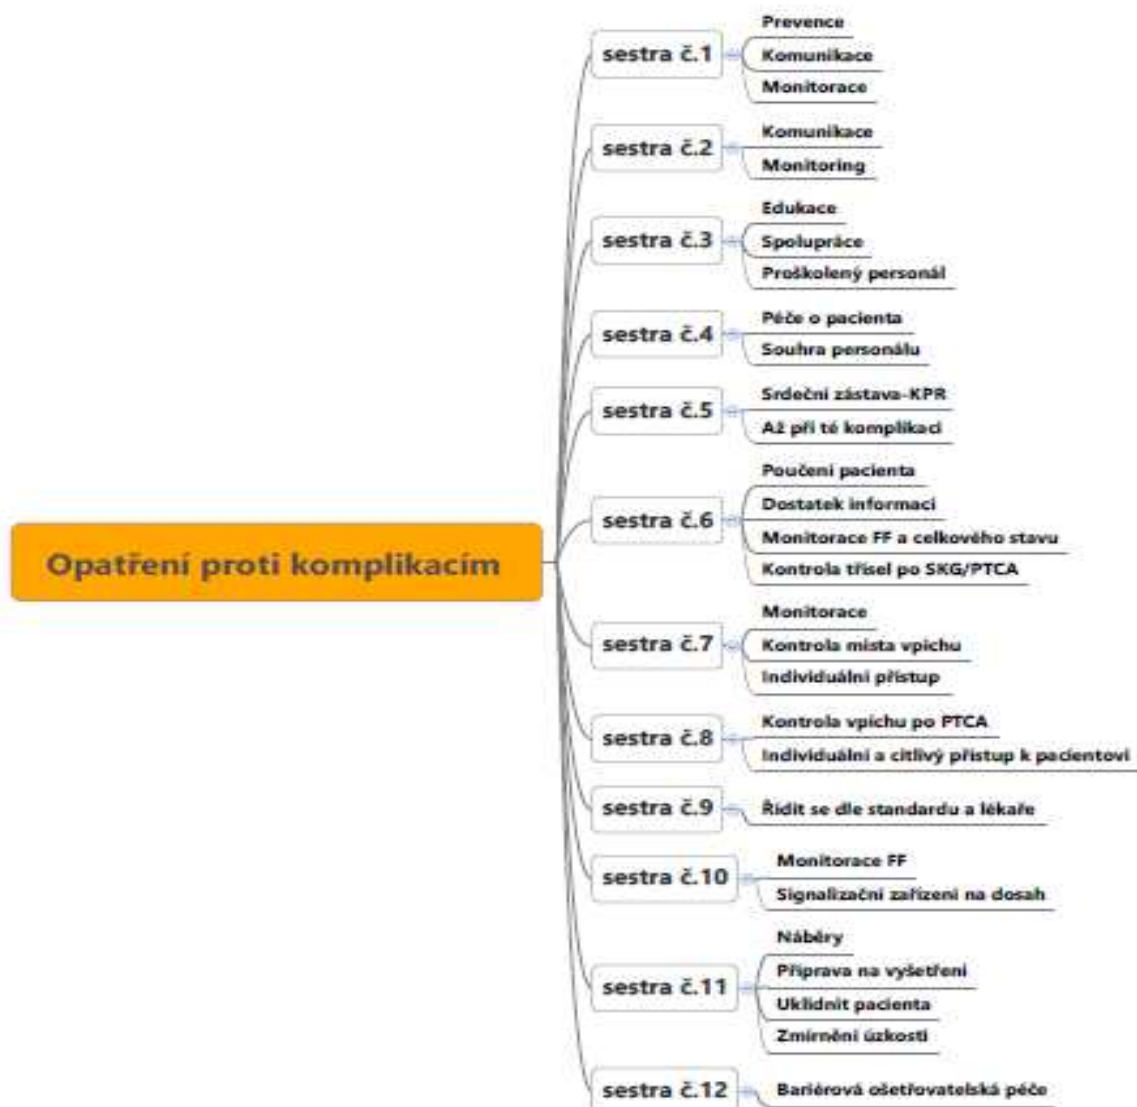 Opatření proti komplikacím
sestra č.1
Prevence
Komunikace
Monitorace
sestra č.2
Komunikace
Monitoring
sestra č.3
Edukace
Spolupráce
Proškolený personál
sestra č.4
Péče o pacienta
Souhra personálu
sestra č.5
Srdeční zástava-KPR
Až při té komplikaci
sestra č.6
Poučení pacienta
Dostatek informací
Monitorace FF a celkového stavu
Kontrola třísel po SKG/PTCA
sestra č.7
Monitorace
Kontrola místa vpichu
Individuální přístup
sestra č.8
Kontrola vpichu po PTCA
Individuální a citlivý přístup k pacientovi
sestra č.9
Řídit se dle standardu a lékaře
sestra č.10
Monitorace FF
Signalizační zařízení na dosah
sestra č.11
Náběry
Příprava na vyšetření
Uklidnit pacienta
Zmírnění úzkosti
sestra č.12
Bariérová ošetřovatelská péče